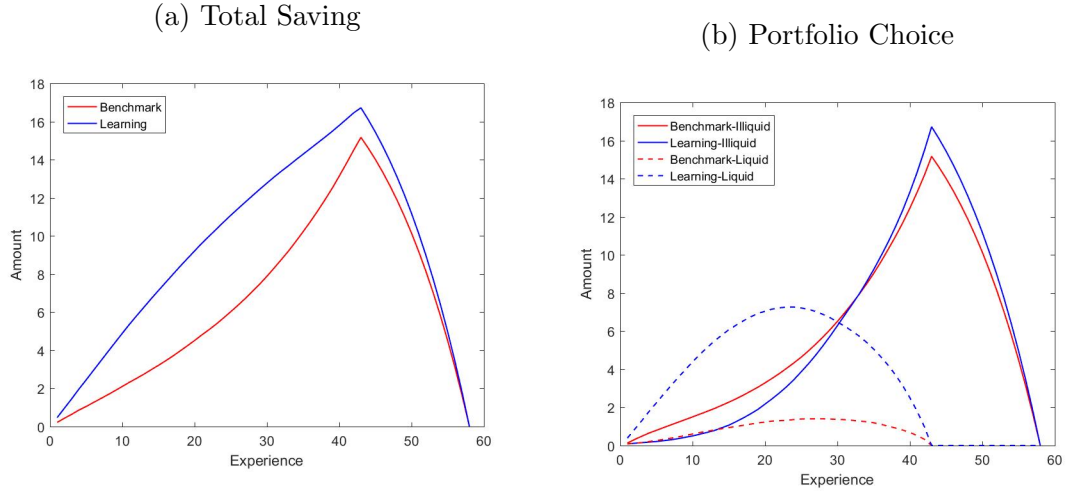 (a) Total Saving
18
16
14
12
10
8
6
4
2
0
Amount
Benchmark
Learning
0 10 20 30 40 50 60
Experience
(b) Portfolio Choice
18
16
14
12
10
8
6
4
2
0
Amount
Benchmark-Illiquid
Learning-Illiquid
Benchmark-Liquid
Learning-Liquid
0 10 20 30 40 50 60
Experience